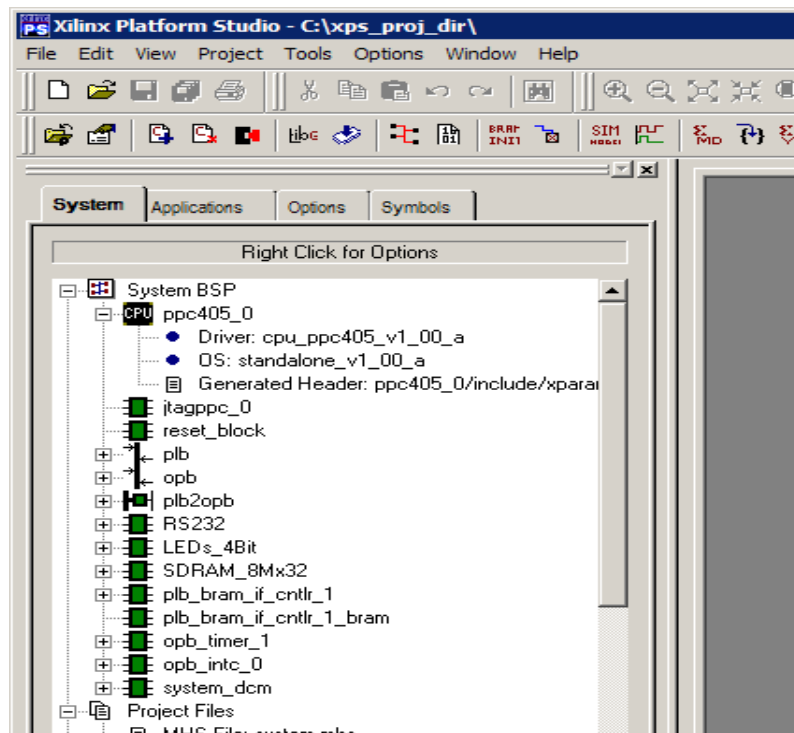 Xilinx Platform Studio - C:\xps_proj_dir\
File Edit View Project Tools Options Window Help
System Applications Options Symbols
Right Click for Options
System BSP
CPU ppc405_0
Driver: cpu_ppc405_v1_00_a
OS: standalone_v1_00_a
Generated Header: ppc405_0/include/xparar
jtagppc_0
reset_block
plb
opb
plb2opb
RS232
LEDs_4Bit
SDRAM_8Mx32
plb_bram_if_cntlr_1
plb_bram_if_cntlr_1_bram
opb_timer_1
opb_intc_0
system_dcm
Project Files